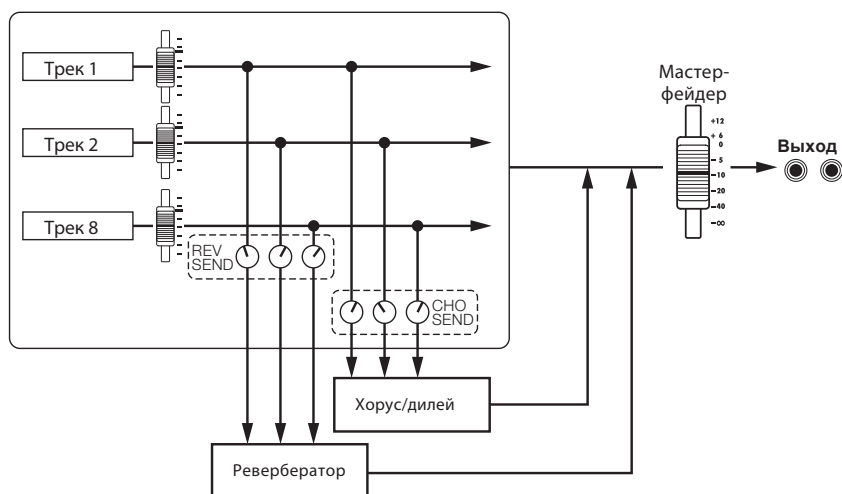 Трек 1
Трек 2
Трек 8
REV
SEND
CHO
SEND
Хорус/дилей
Ревербератор
Мастер-
фейдер
+12
+ 6
0
- 5
-10
-20
-40
-∞
Выход